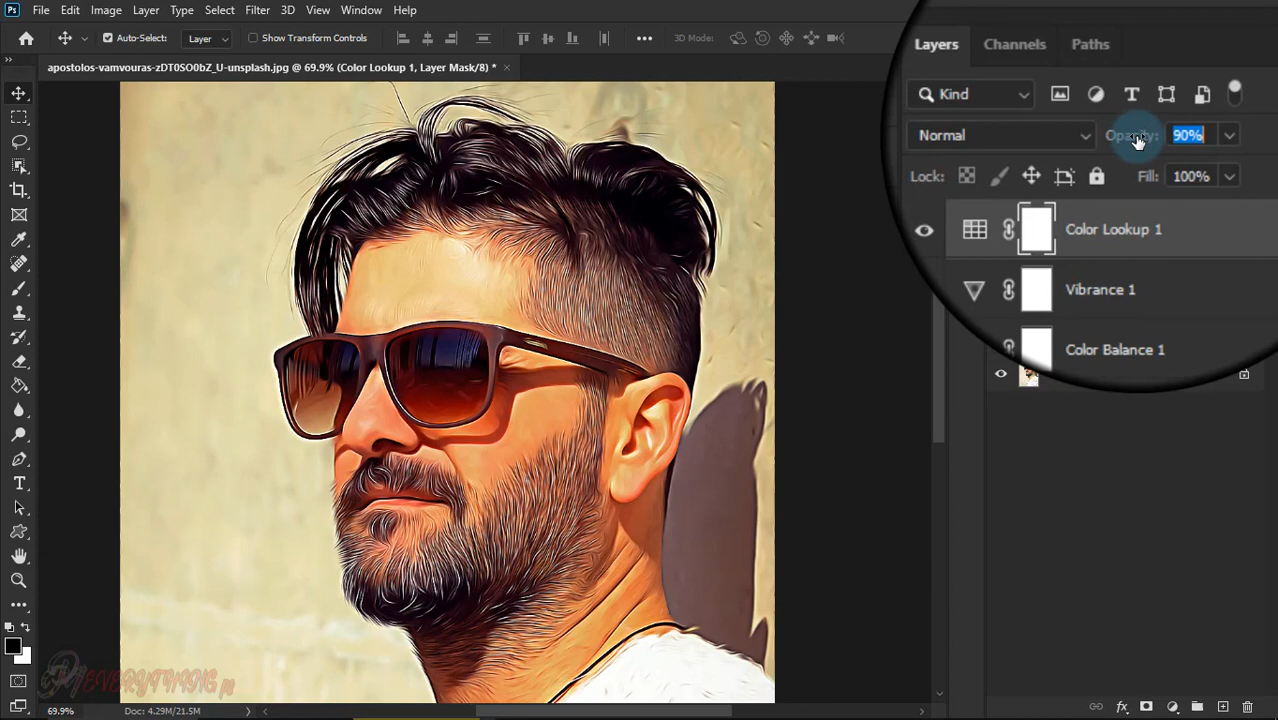 Ps File Edit Image Layer Type Select Filter 3D View Window Help
Auto-Select: Layer Show Transform Controls 3D Mode:
apostolos-vamvouras-zDT0SO0bZ_U-unsplash.jpg @ 69.9% (Color Lookup 1, Layer Mask/8) *
Layers Channels Paths
Kind
Normal Opacity: 90%
Lock: Fill: 100%
Color Lookup 1
Vibrance 1
Color Balance 1
69.9% Doc: 4.29M/21.5M